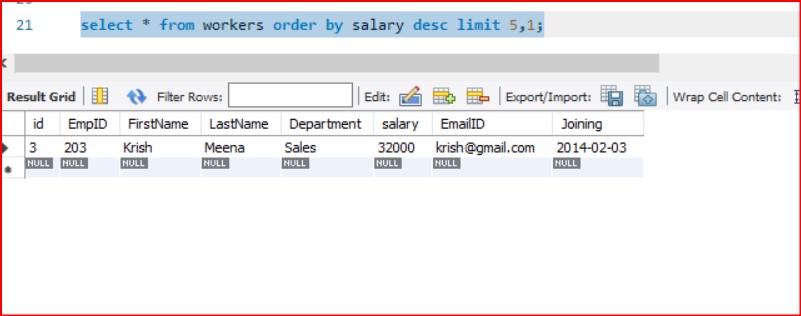 21 select * from workers order by salary desc limit 5,1;
Result Grid Filter Rows: Edit: Export/Import: Wrap Cell Content:
id EmpID FirstName LastName Department salary EmailID Joining
3 203 Krish Meena Sales 32000 krish@gmail.com 2014-02-03
NULL NULL NULL NULL NULL NULL NULL NULL